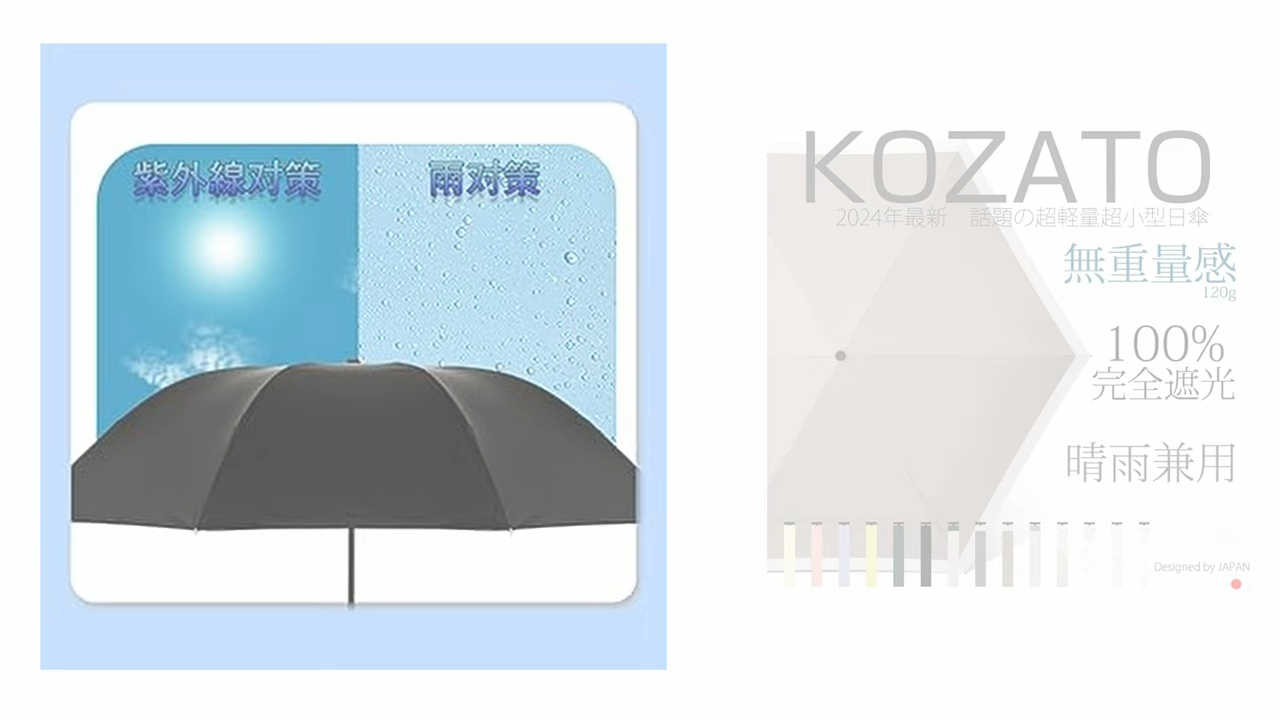 紫外線対策
雨対策
KOZATO
2024年最新　話題の超軽量超小型日傘
無重量感
120g
100%
完全遮光
晴雨兼用
Designed by JAPAN